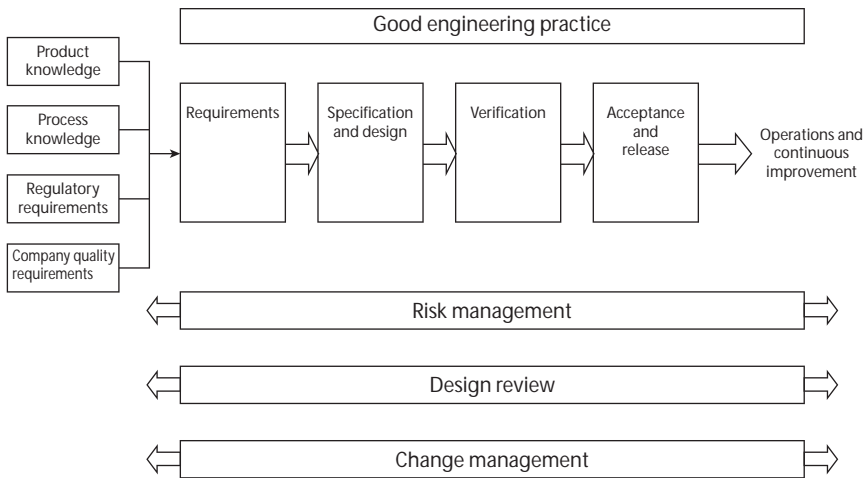 Good engineering practice
Product
knowledge
Process
knowledge
Regulatory
requirements
Company quality
requirements
Requirements
Specification
and design
Verification
Acceptance
and
release
Operations and
continuous
improvement
Risk management
Design review
Change management